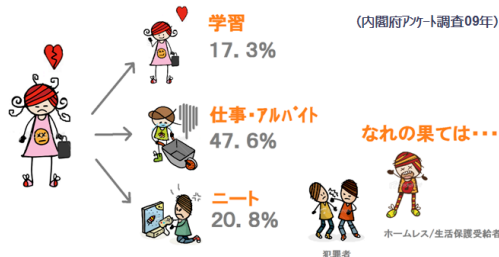 (内閣府ｱﾝｹｰﾄ調査09年)
学習
17.3%
仕事・アルバイト
47.6%
ニート
20.8%
なれの果ては・・・
ホームレス/生活保護受給者
犯罪者